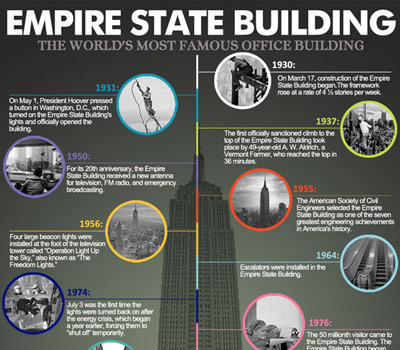 EMPIRE STATE BUILDING
THE WORLD'S MOST FAMOUS OFFICE BUILDING
1930:
On March 17, construction of the Empire
State Building began.The framework
rose at a rate of 4 ½ stories per week.
1931:
On May 1, President Hoover pressed
a button in Washington, D.C., which
turned on the Empire State Building's
lights and officially opened the
building.
1937:
The first officially sanctioned climb to the
top of the Empire State Building took
place by 49-year-old A. W. Aldrich, a
Vermont Farmer, who reached the top in
36 minutes.
1950:
For its 20th anniversary, the Empire
State Building received a new antenna
for television, FM radio, and emergency
broadcasting.
1955:
The American Society of Civil
Engineers selected the Empire
State Building as one of the seven
greatest engineering achievements
in America's history.
1956:
Four large beacon lights were
installed at the foot of the television
tower called "Operation Light Up
the Sky," also known as "The
Freedom Lights."
1964:
Escalators were installed in the
Empire State Building.
1974:
July 3 was the first time the
lights were turned back on after
the energy crisis, which began
a year earlier, forcing them to
"shut off" temporarily.
1976:
The 50 millionth visitor came to
the Empire State Building. The
Empire State Building began